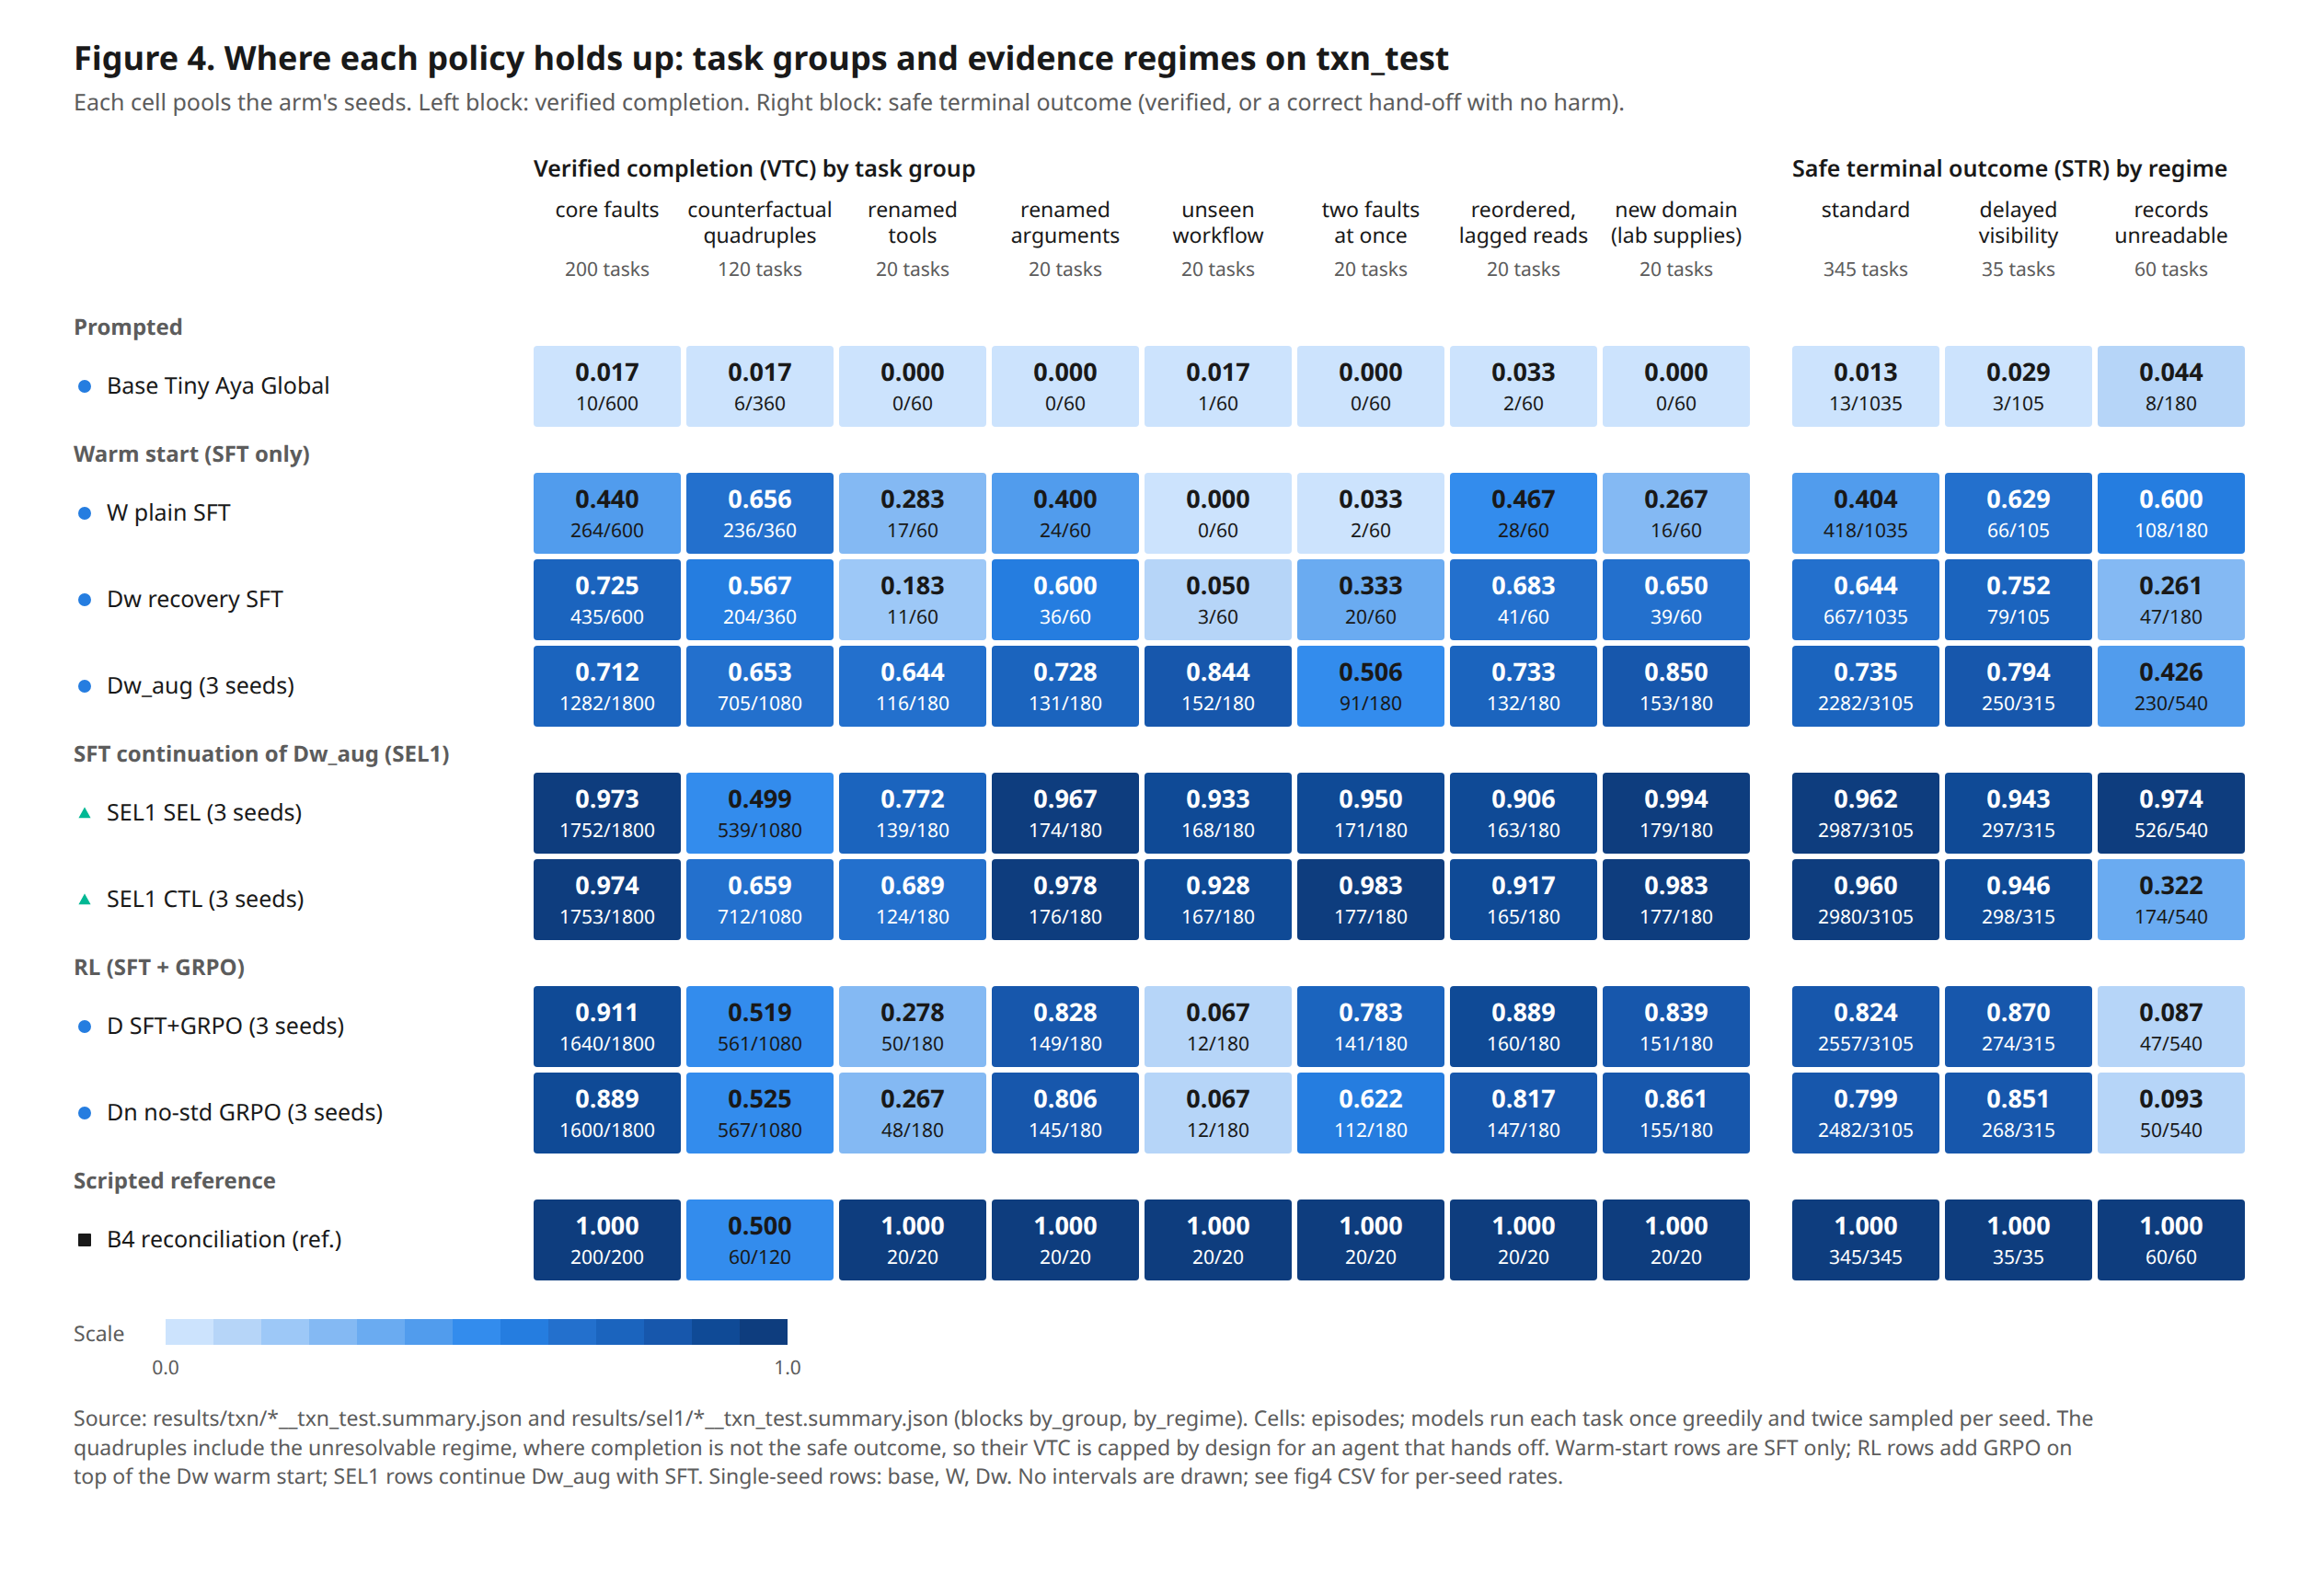 Figure 4. Where each policy holds up: task groups and evidence regimes on txn_test
Each cell pools the arm's seeds. Left block: verified completion. Right block: safe terminal outcome (verified, or a correct hand-off with no harm).
Verified completion (VTC) by task group
Safe terminal outcome (STR) by regime
core faults counterfactual renamed renamed unseen two faults reordered, new domain standard delayed records
quadruples tools arguments workflow at once lagged reads (lab supplies) visibility unreadable
200 tasks 120 tasks 20 tasks 20 tasks 20 tasks 20 tasks 20 tasks 20 tasks 345 tasks 35 tasks 60 tasks
Prompted
Base Tiny Aya Global
0.017 0.017 0.000 0.000 0.017 0.000 0.033 0.000 0.013 0.029 0.044
10/600 6/360 0/60 0/60 1/60 0/60 2/60 0/60 13/1035 3/105 8/180
Warm start (SFT only)
W plain SFT
0.440 0.656 0.283 0.400 0.000 0.033 0.467 0.267 0.404 0.629 0.600
264/600 236/360 17/60 24/60 0/60 2/60 28/60 16/60 418/1035 66/105 108/180
Dw recovery SFT
0.725 0.567 0.183 0.600 0.050 0.333 0.683 0.650 0.644 0.752 0.261
435/600 204/360 11/60 36/60 3/60 20/60 41/60 39/60 667/1035 79/105 47/180
Dw_aug (3 seeds)
0.712 0.653 0.644 0.728 0.844 0.506 0.733 0.850 0.735 0.794 0.426
1282/1800 705/1080 116/180 131/180 152/180 91/180 132/180 153/180 2282/3105 250/315 230/540
SFT continuation of Dw_aug (SEL1)
SEL1 SEL (3 seeds)
0.973 0.499 0.772 0.967 0.933 0.950 0.906 0.994 0.962 0.943 0.974
1752/1800 539/1080 139/180 174/180 168/180 171/180 163/180 179/180 2987/3105 297/315 526/540
SEL1 CTL (3 seeds)
0.974 0.659 0.689 0.978 0.928 0.983 0.917 0.983 0.960 0.946 0.322
1753/1800 712/1080 124/180 176/180 167/180 177/180 165/180 177/180 2980/3105 298/315 174/540
RL (SFT + GRPO)
D SFT+GRPO (3 seeds)
0.911 0.519 0.278 0.828 0.067 0.783 0.889 0.839 0.824 0.870 0.087
1640/1800 561/1080 50/180 149/180 12/180 141/180 160/180 151/180 2557/3105 274/315 47/540
Dn no-std GRPO (3 seeds)
0.889 0.525 0.267 0.806 0.067 0.622 0.817 0.861 0.799 0.851 0.093
1600/1800 567/1080 48/180 145/180 12/180 112/180 147/180 155/180 2482/3105 268/315 50/540
Scripted reference
B4 reconciliation (ref.)
1.000 0.500 1.000 1.000 1.000 1.000 1.000 1.000 1.000 1.000 1.000
200/200 60/120 20/20 20/20 20/20 20/20 20/20 20/20 345/345 35/35 60/60
Scale
0.0 1.0
Source: results/txn/*__txn_test.summary.json and results/sel1/*__txn_test.summary.json (blocks by_group, by_regime). Cells: episodes; models run each task once greedily and twice sampled per seed. The
quadruples include the unresolvable regime, where completion is not the safe outcome, so their VTC is capped by design for an agent that hands off. Warm-start rows are SFT only; RL rows add GRPO on
top of the Dw warm start; SEL1 rows continue Dw_aug with SFT. Single-seed rows: base, W, Dw. No intervals are drawn; see fig4 CSV for per-seed rates.